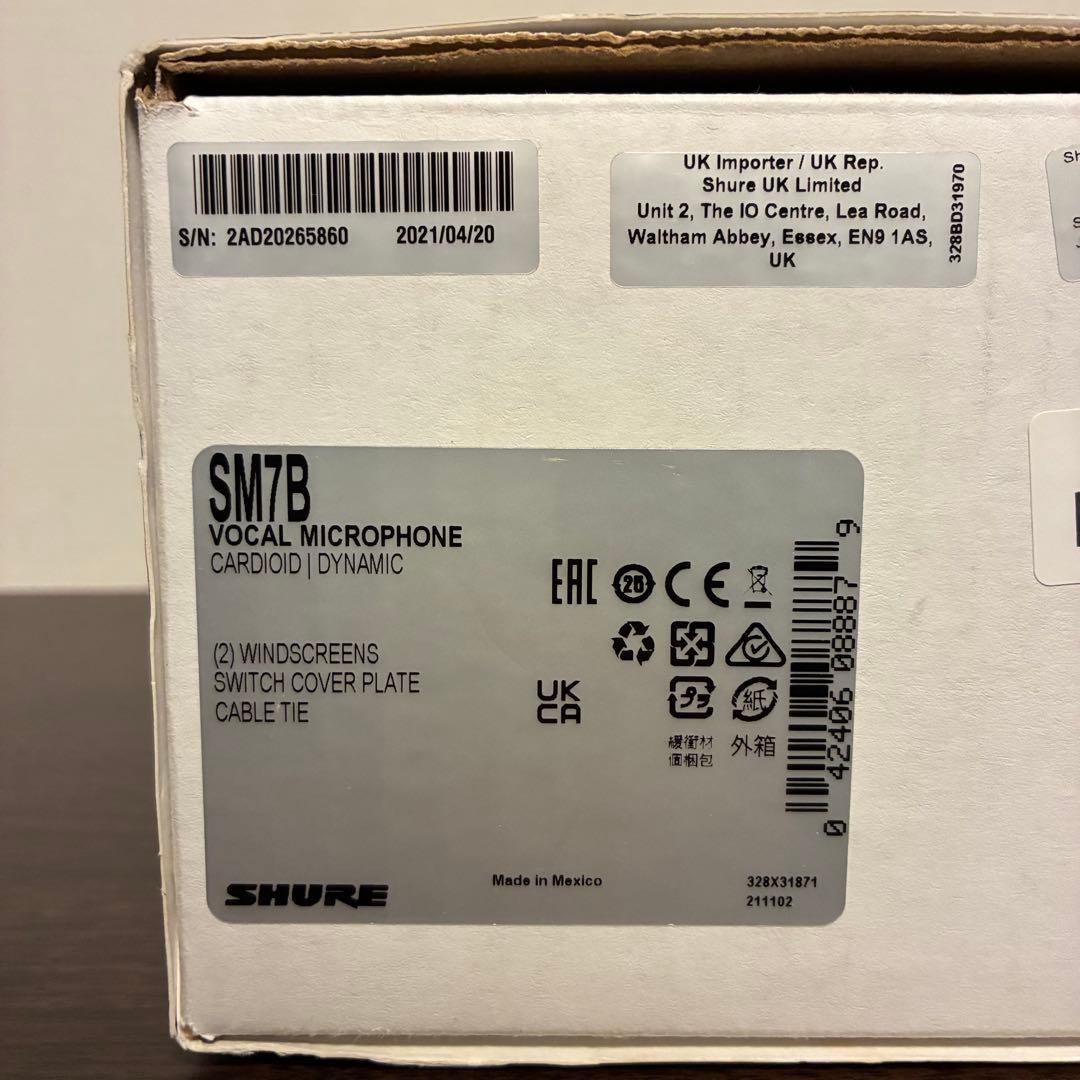 S/N: 2AD20265860 2021/04/20
UK Importer / UK Rep.
Shure UK Limited
Unit 2, The IO Centre, Lea Road,
Waltham Abbey, Essex, EN9 1AS,
UK
328BD31970
SM7B
VOCAL MICROPHONE
CARDIOID | DYNAMIC
(2) WINDSCREENS
SWITCH COVER PLATE
CABLE TIE
EAC 25 CE
UK
CA
プラ 紙
緩衝材
個梱包
外箱
0 42406 08887 9
SHURE
Made in Mexico
328X31871
211102